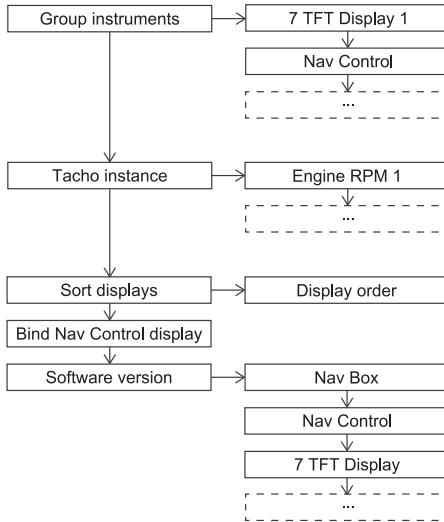 Group instruments
7 TFT Display 1
Nav Control
...
Tacho instance
Engine RPM 1
...
Sort displays
Display order
Bind Nav Control display
Software version
Nav Box
Nav Control
7 TFT Display
...